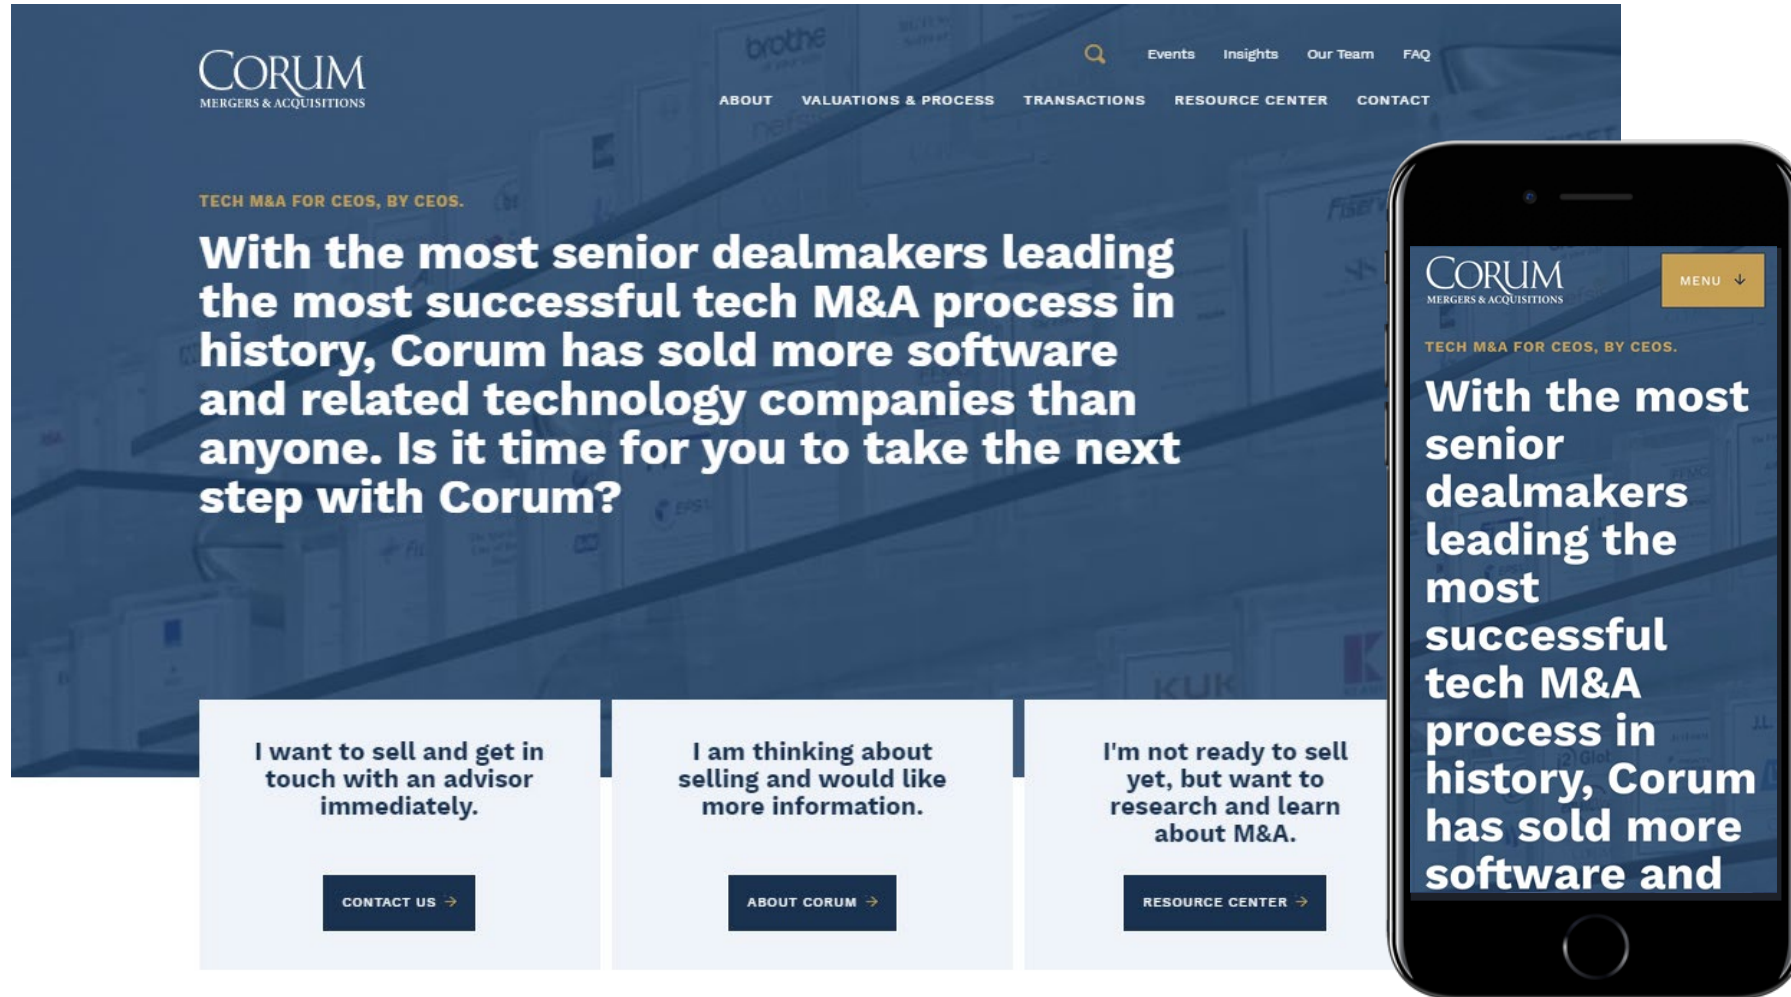 CORUM
MERGERS & ACQUISITIONS
Events Insights Our Team FAQ
ABOUT VALUATIONS & PROCESS TRANSACTIONS RESOURCE CENTER CONTACT
TECH M&A FOR CEOS, BY CEOS.
With the most senior dealmakers leading
the most successful tech M&A process in
history, Corum has sold more software
and related technology companies than
anyone. Is it time for you to take the next
step with Corum?
brothe
nefsis
Fiserv
EPSI
KUK
I want to sell and get in
touch with an advisor
immediately.
CONTACT US →
I am thinking about
selling and would like
more information.
ABOUT CORUM →
I'm not ready to sell
yet, but want to
research and learn
about M&A.
RESOURCE CENTER →
CORUM
MERGERS & ACQUISITIONS
MENU ↓
TECH M&A FOR CEOS, BY CEOS.
With the most
senior
dealmakers
leading the
most
successful
tech M&A
process in
history, Corum
has sold more
software and